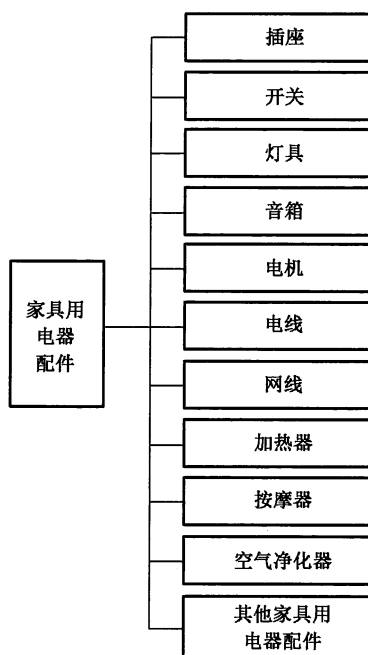 插座
开关
灯具
音箱
电机
家具用
电器
配件
电线
网线
加热器
按摩器
空气净化器
其他家具用
电器配件